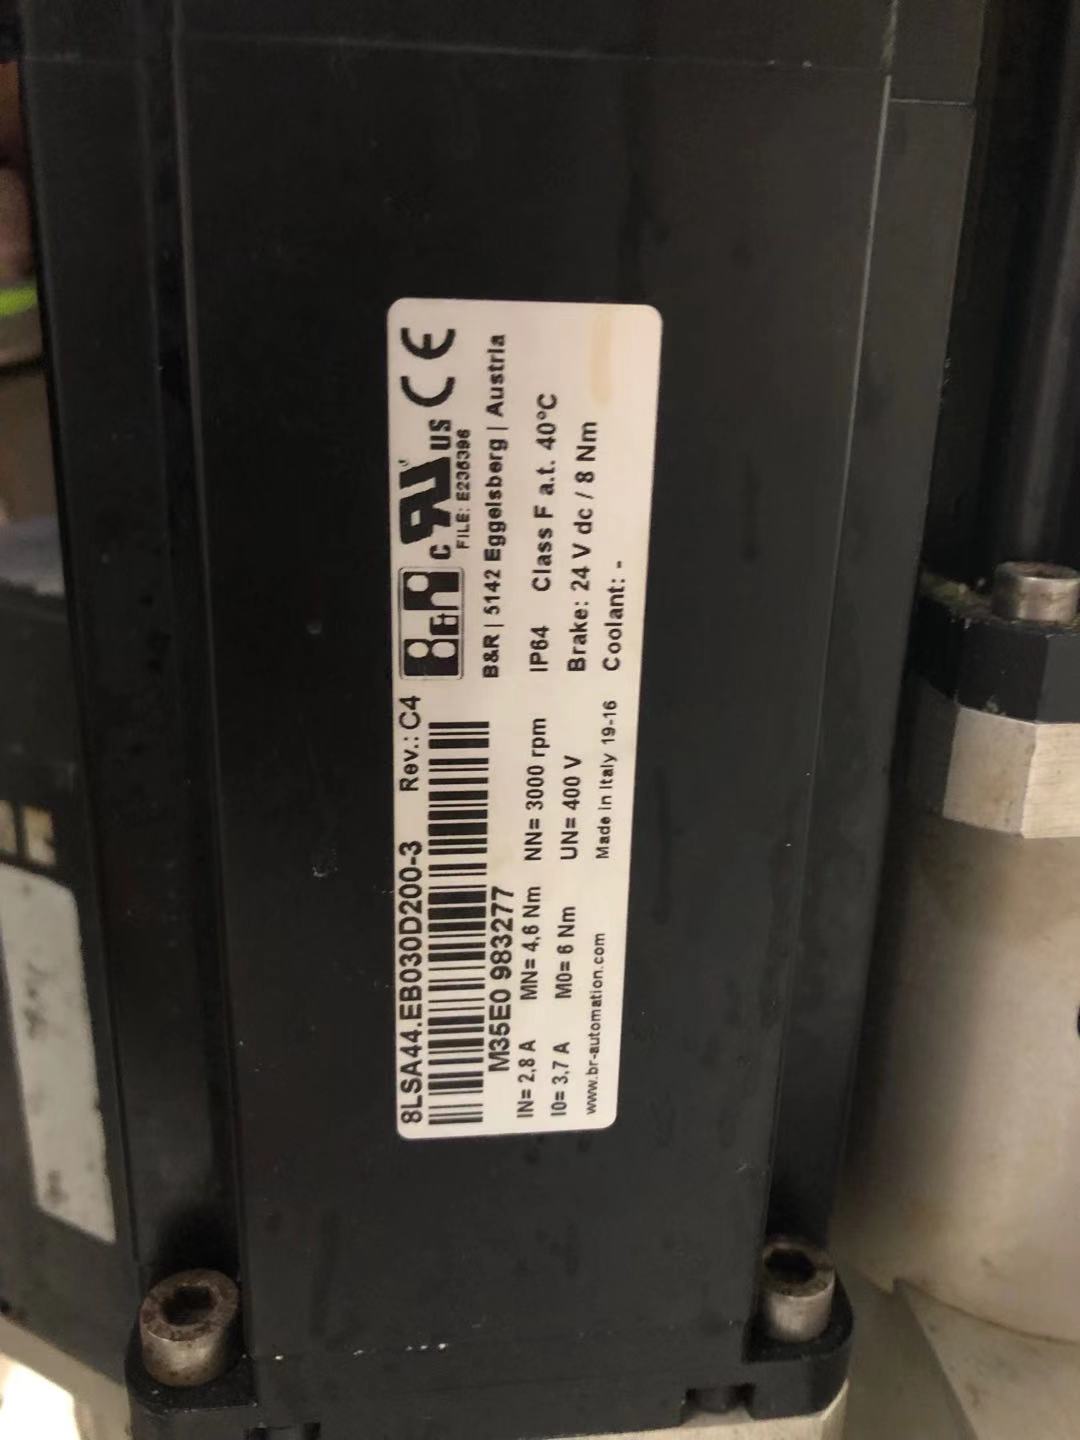 8LSA44.EB030D200-3 Rev.: C4
M35E0 983277
IN= 2,8 A MN= 4,6 Nm NN= 3000 rpm
I0= 3,7 A M0= 6 Nm UN= 400 V
www.br-automation.com Made in Italy 19-16
B&R c US CE
FILE: E236396
B&R | 5142 Eggelsberg | Austria
IP64 Class F a.t. 40°C
Brake: 24 V dc / 8 Nm
Coolant: -